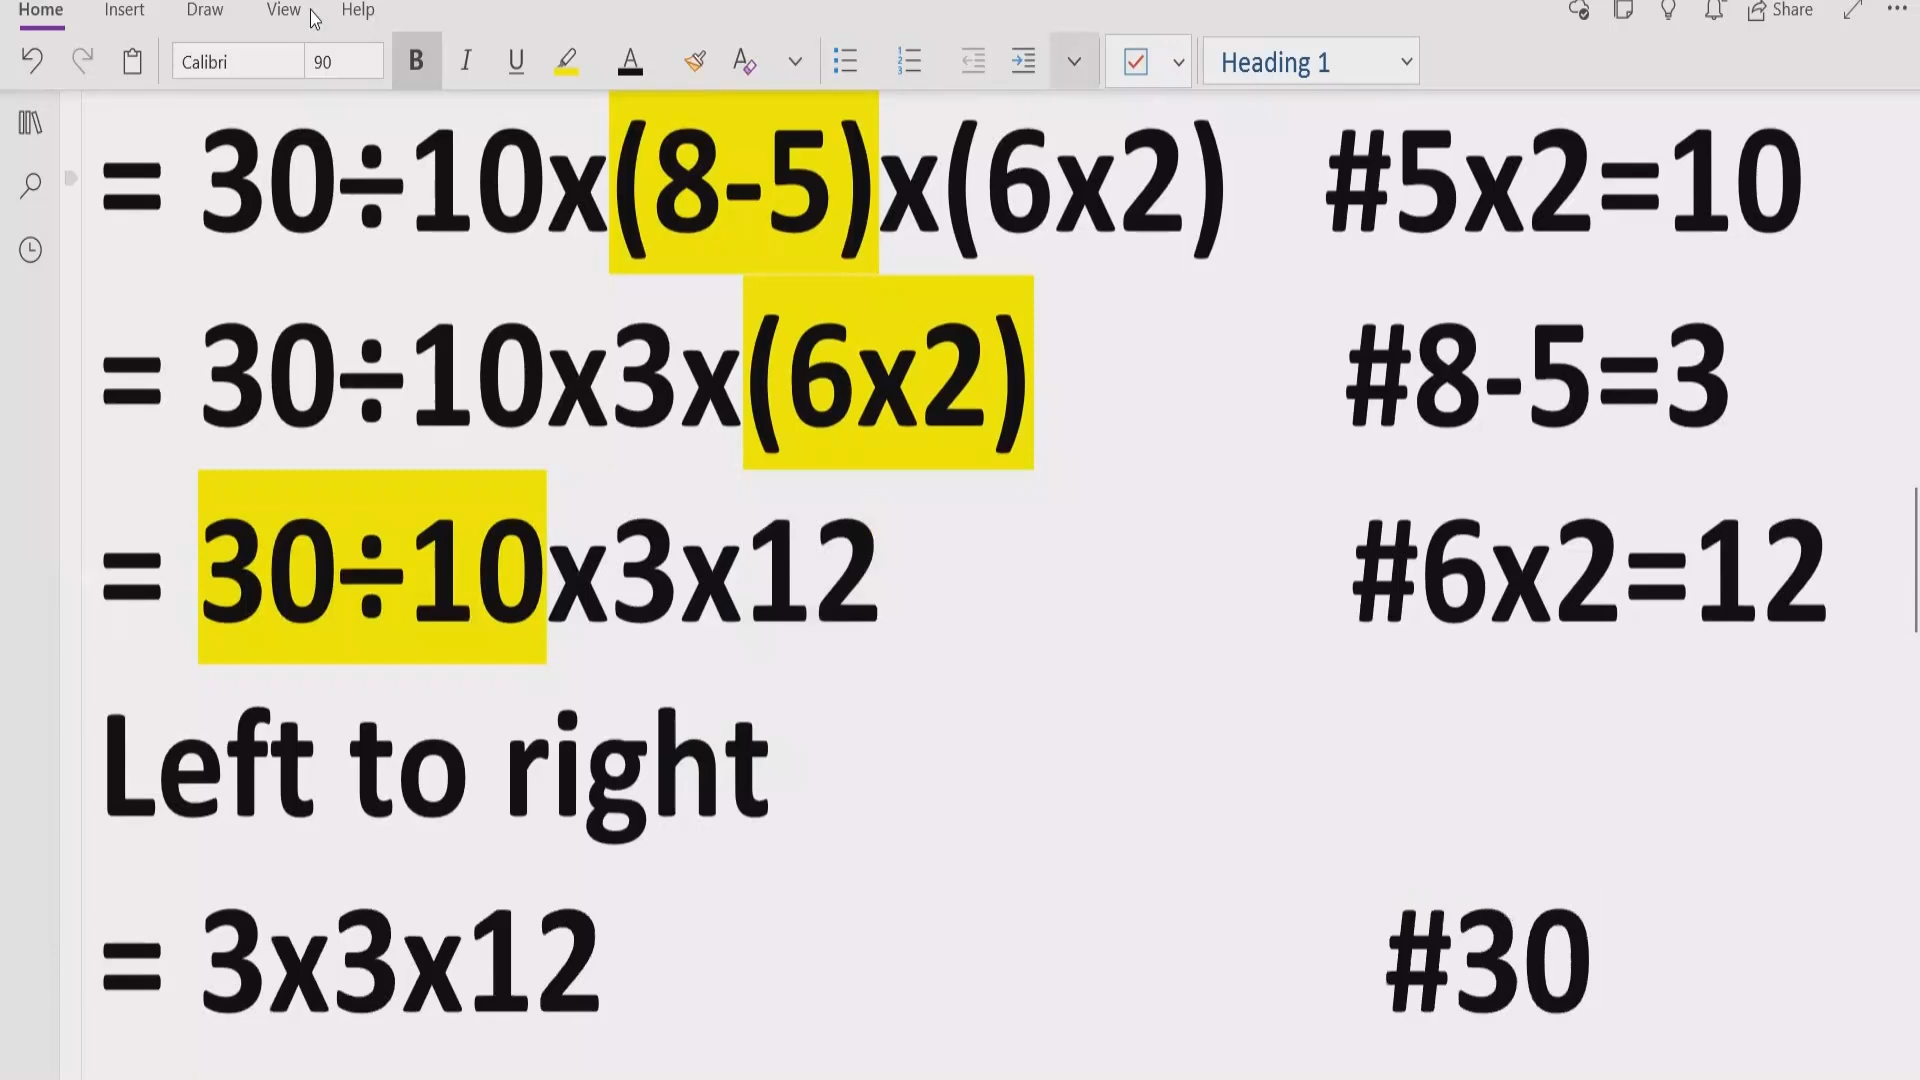 Home Insert Draw View Help Share
Calibri 90 B I U A A Heading 1
= 30÷10x(8-5)x(6x2) #5x2=10
= 30÷10x3x(6x2) #8-5=3
= 30÷10x3x12 #6x2=12
Left to right
= 3x3x12 #30